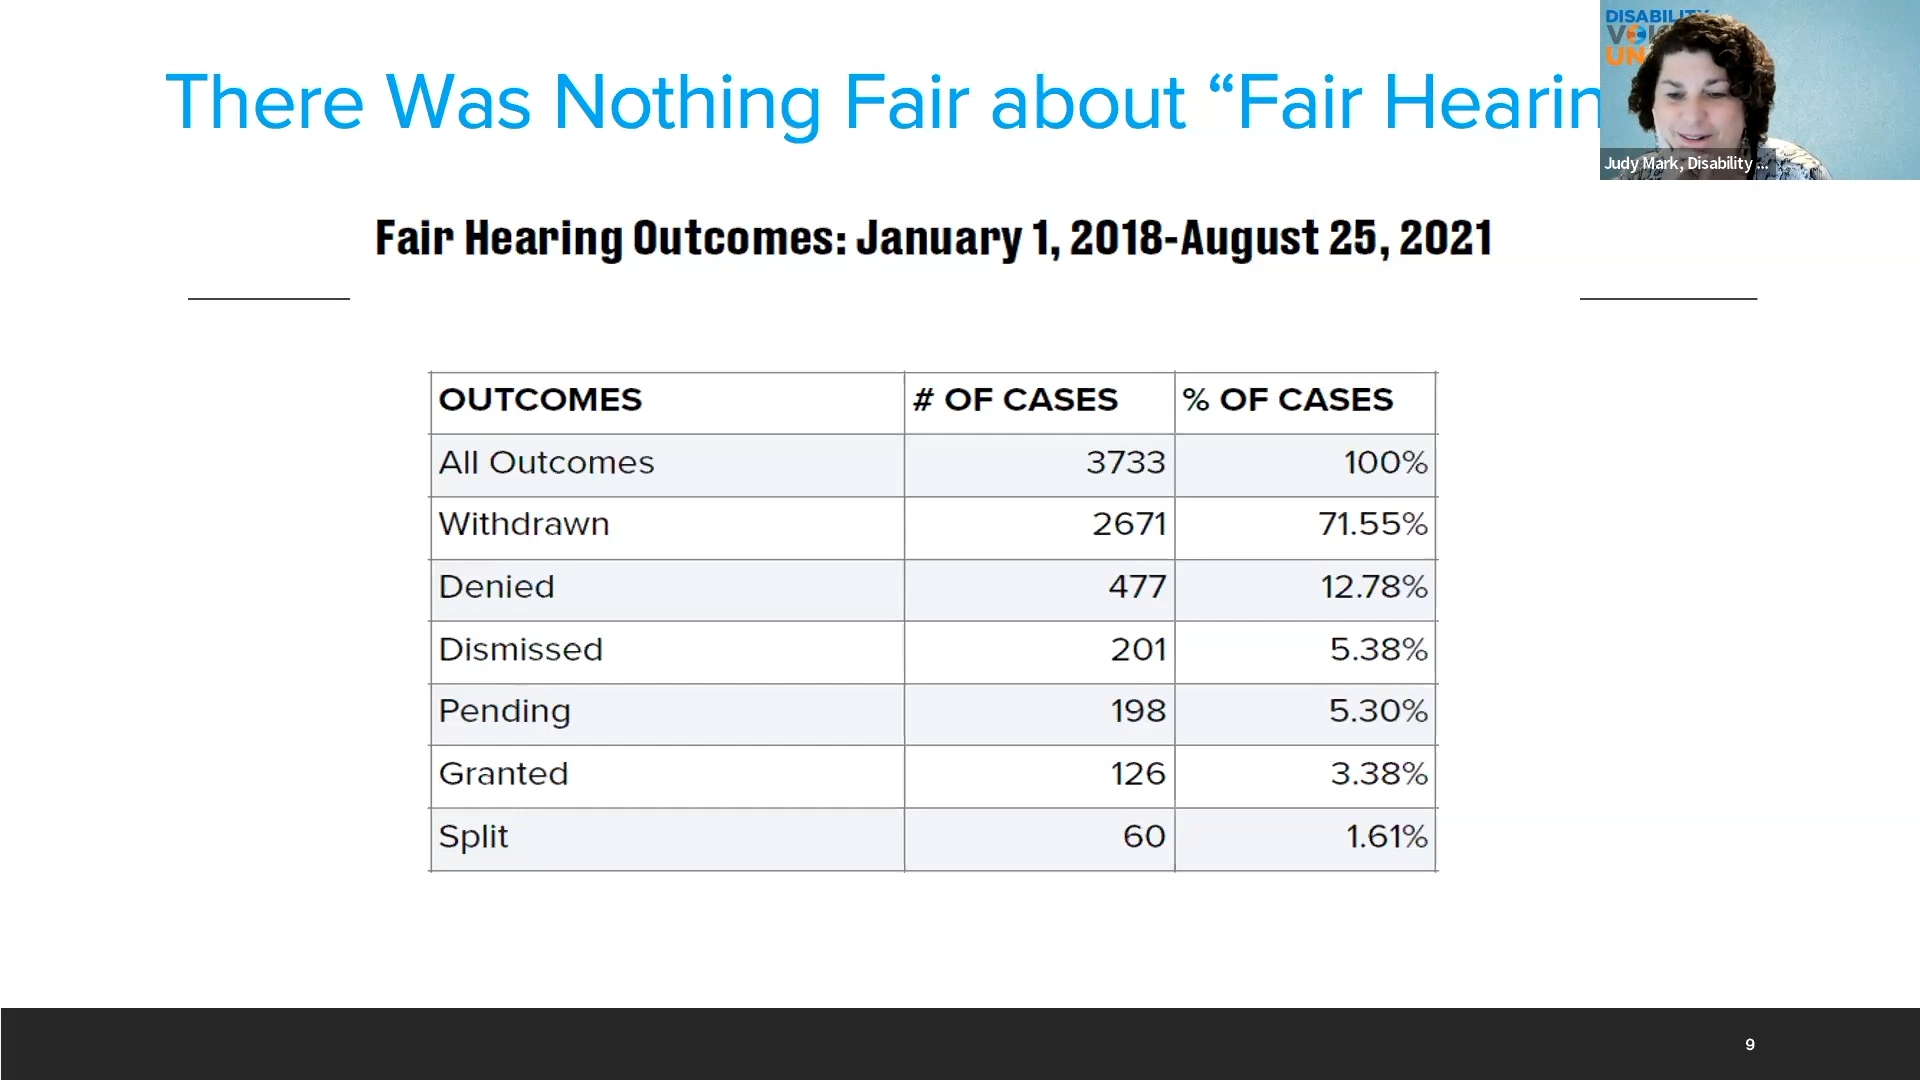 There Was Nothing Fair about “Fair Hearin
DISABILITY
UN
Judy Mark, Disability ...
Fair Hearing Outcomes: January 1, 2018-August 25, 2021
OUTCOMES # OF CASES % OF CASES
All Outcomes 3733 100%
Withdrawn 2671 71.55%
Denied 477 12.78%
Dismissed 201 5.38%
Pending 198 5.30%
Granted 126 3.38%
Split 60 1.61%
9